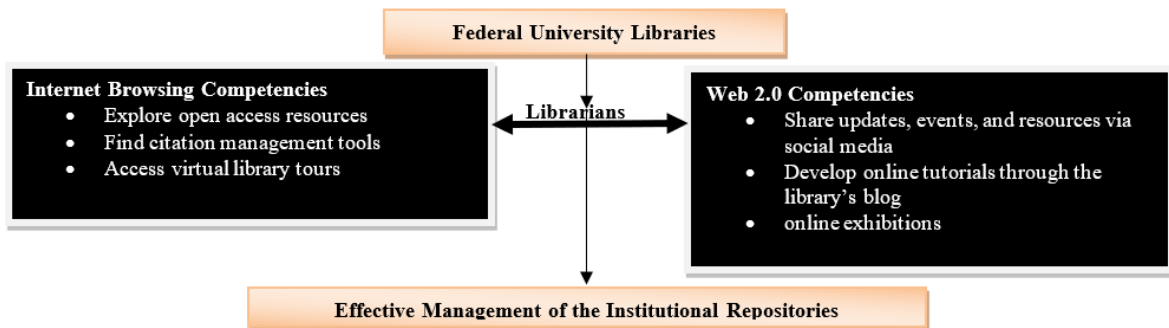 Federal University Libraries
Internet Browsing Competencies
• Explore open access resources
• Find citation management tools
• Access virtual library tours
Librarians
Web 2.0 Competencies
• Share updates, events, and resources via
social media
• Develop online tutorials through the
library’s blog
• online exhibitions
Effective Management of the Institutional Repositories